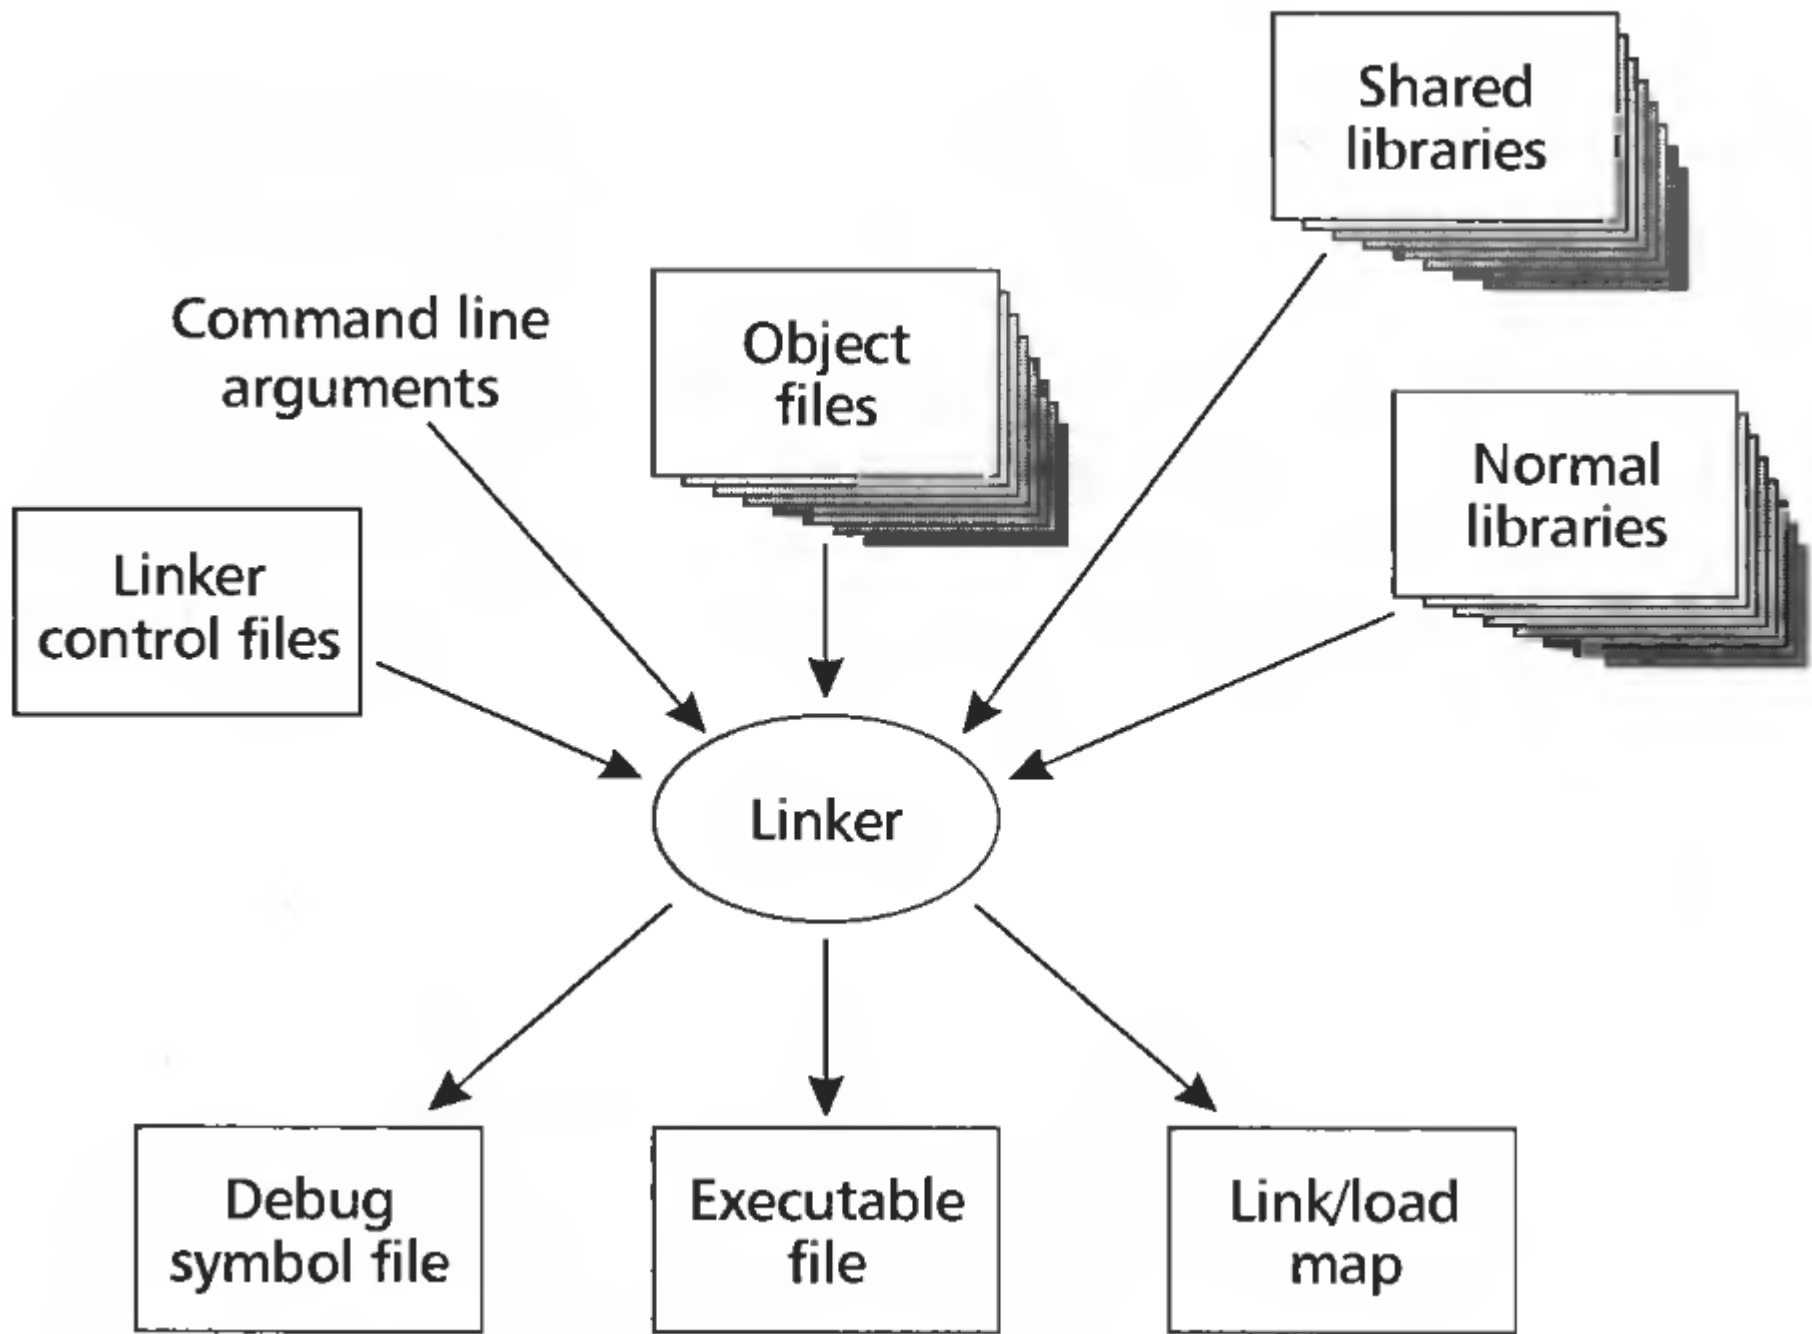 Shared
libraries
Command line
arguments
Object
files
Normal
libraries
Linker
control files
Linker
Debug
symbol file
Executable
file
Link/load
map